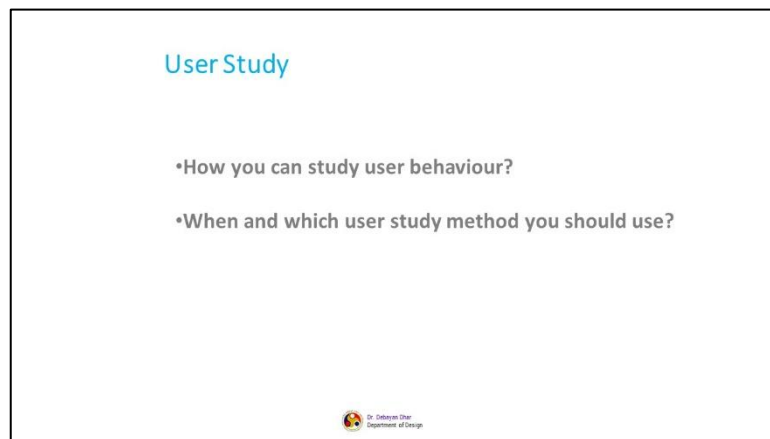 User Study
•How you can study user behaviour?
•When and which user study method you should use?
Dr. Debayan Dhar
Department of Design